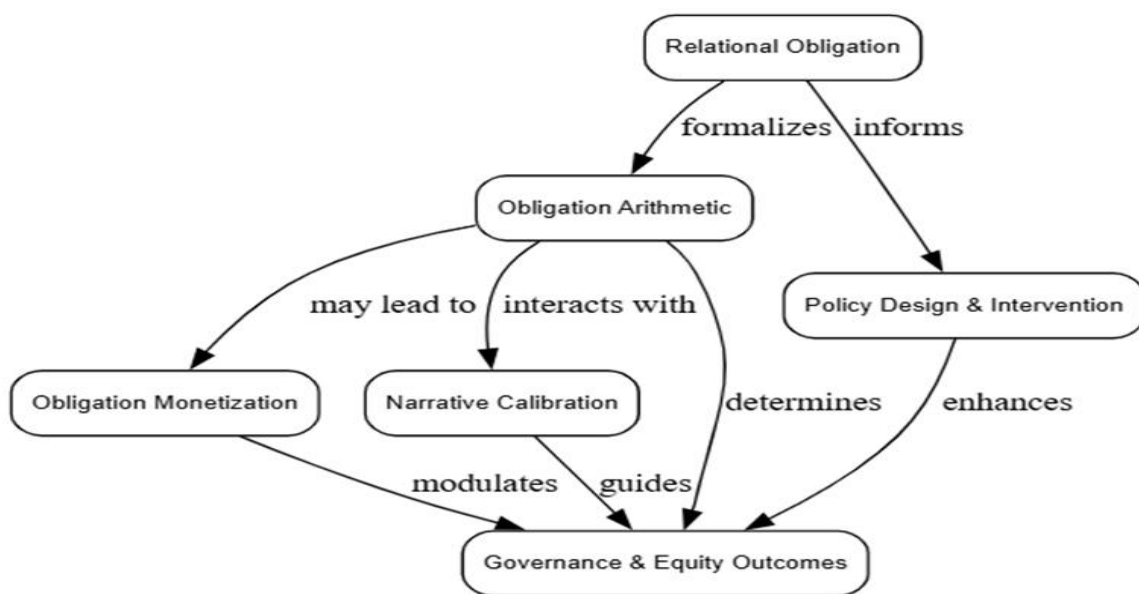 Relational Obligation
formalizes
informs
Obligation Arithmetic
Policy Design & Intervention
may lead to
interacts with
Obligation Monetization
Narrative Calibration
determines
enhances
modulates
guides
Governance & Equity Outcomes